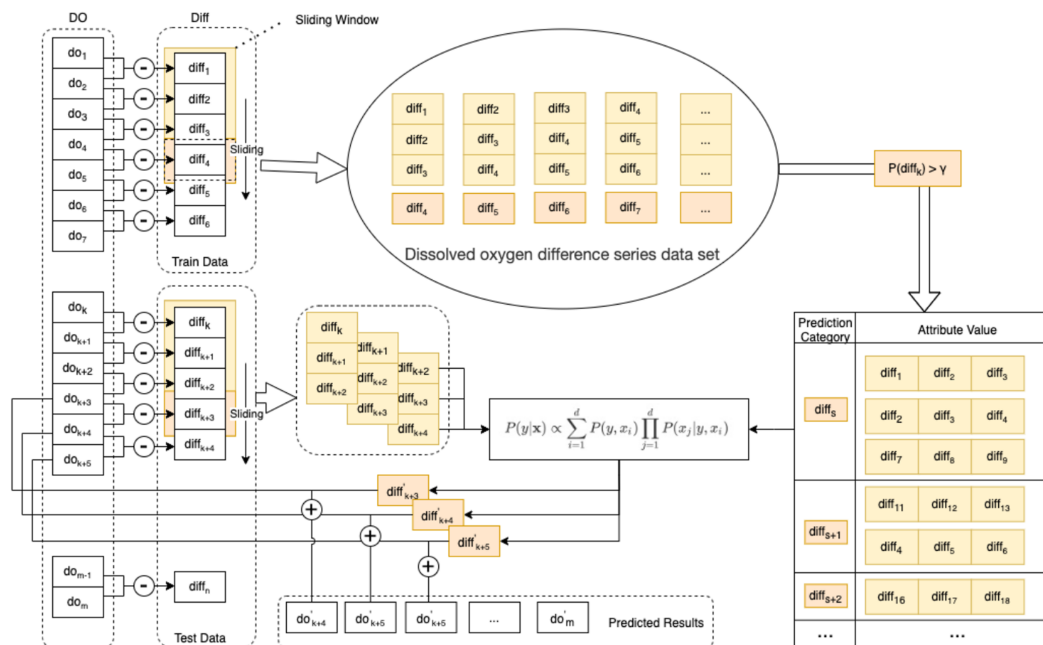 DO
Diff
Sliding Window
do1
do2
do3
do4
do5
do6
do7
diff1
diff2
diff3
diff4
diff5
diff6
Sliding
Train Data
diff1 diff2 diff3 diff4 ...
diff2 diff3 diff4 diff5 ...
diff3 diff4 diff5 diff6 ...
diff4 diff5 diff6 diff7 ...
Dissolved oxygen difference series data set
P(diffk) > γ
dok
dok+1
dok+2
dok+3
dok+4
dok+5
diffk
diffk+1
diffk+2
diffk+3
diffk+4
Sliding
diffk
diffk+1
diffk+2
diffk+1
diffk+2
diffk+3
diffk+2
diffk+3
diffk+4
P(y|x) ∝ ∑ d i=1 P(y, xi) ∏ d j=1 P(xj|y, xi)
diff'k+3
diff'k+4
diff'k+5
dom-1
dom
diffn
Test Data
do'k+4 do'k+5 do'k+5 ... do'm
Predicted Results
Prediction Category
Attribute Value
diffs
diff1 diff2 diff3
diff2 diff3 diff4
diff7 diff8 diff9
diffs+1
diff11 diff12 diff13
diff4 diff5 diff6
diffs+2
diff16 diff17 diff18
... ...